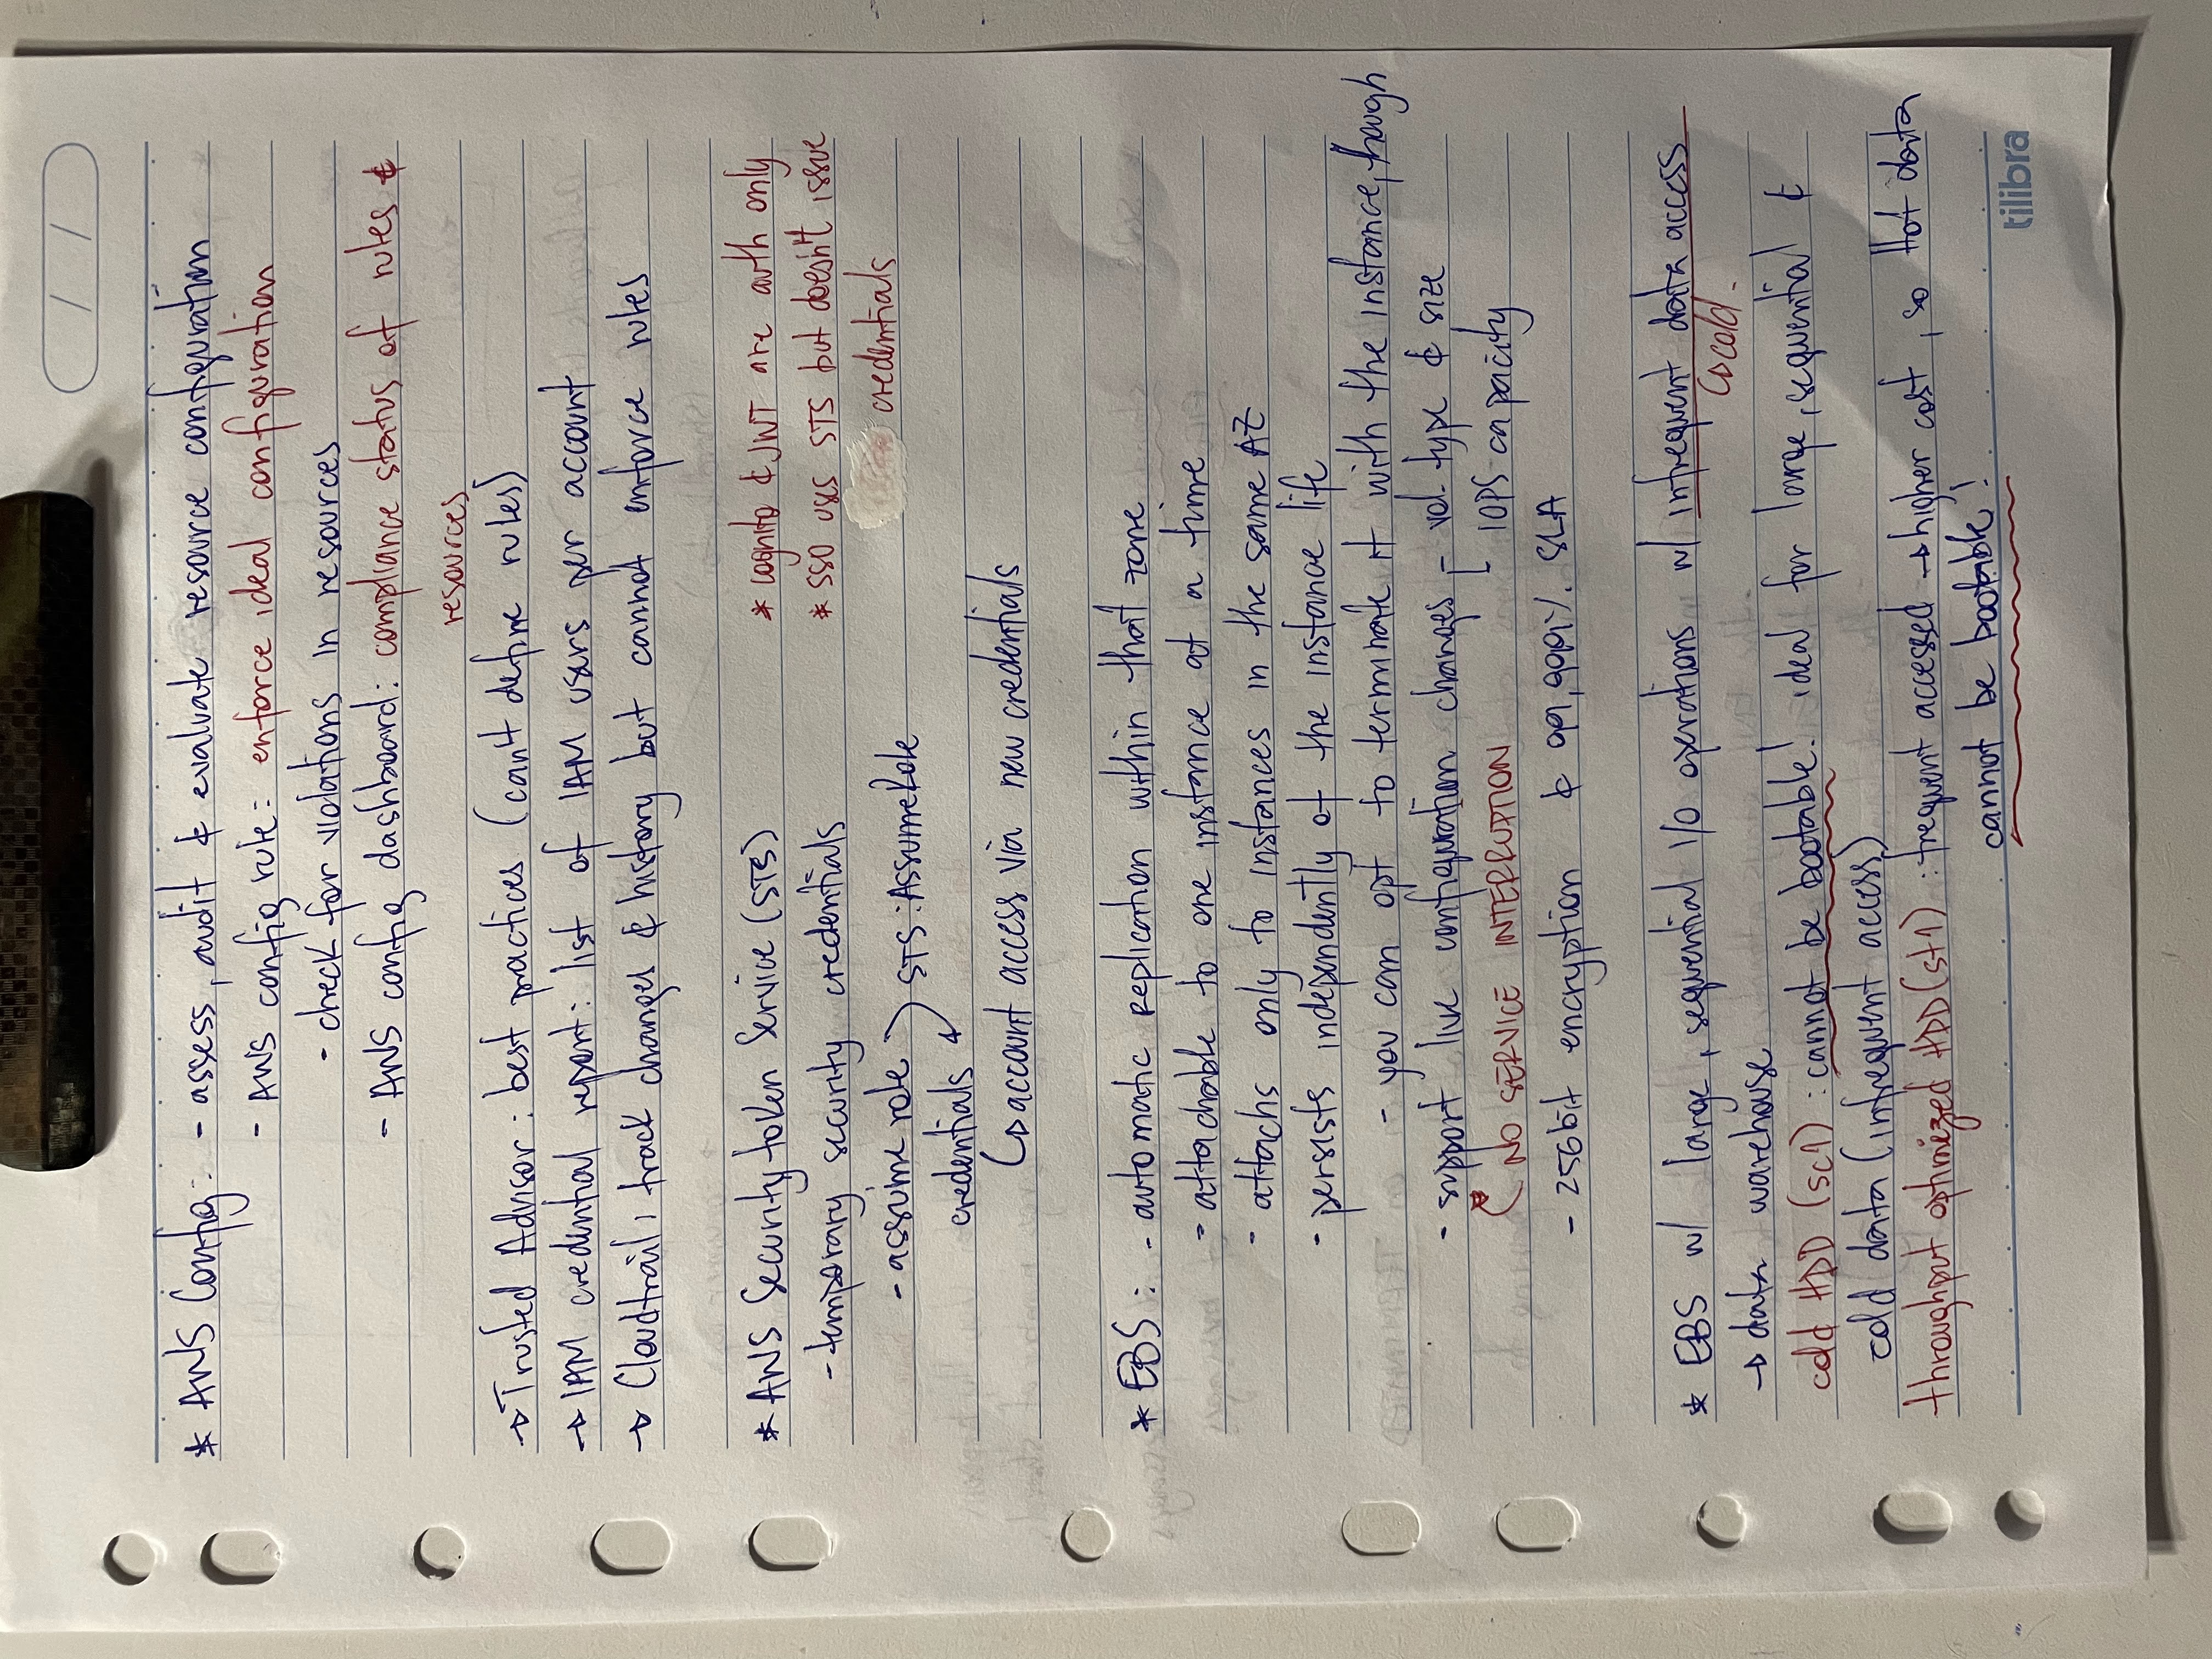 * AWS Config: - assess, audit & evaluate resource configuration
- AWS config rule: enforce ideal configuration
- check for violations in resources
- AWS config dashboard: compliance status of rules &
resources
→ Trusted Advisor: best practices (can't define rules)
→ IAM credential report: list of IAM users per account
→ Cloudtrail: track changes & history but cannot enforce rules
* AWS Security token Service (STS)
- temporary security credentials
- assume role
STS:AssumeRole
credentials
↳ account access via new credentials
* cognito & JWT are auth only
* SSO uses STS but doesn't issue
credentials
* EBS: - automatic replication within that zone
- attachable to one instance at a time
- attachs only to instances in the same AZ
- persists independently of the instance life
- you can opt to terminate it with the instance, though
- support live configuration changes - vol. type & size
NO SERVICE INTERRUPTION - IOPS capacity
- 256bit encryption & 99,999% SLA
* EBS w/ large, sequential I/O operations w/ infrequent data access
↳ cold.
→ data warehouse
cold HDD (sc1): cannot be bootable! ideal for large, sequential &
cold data (infrequent access)
throughput optimized HDD (st1): frequent accessed → higher cost, so Hot data
cannot be bootable!
tilibra